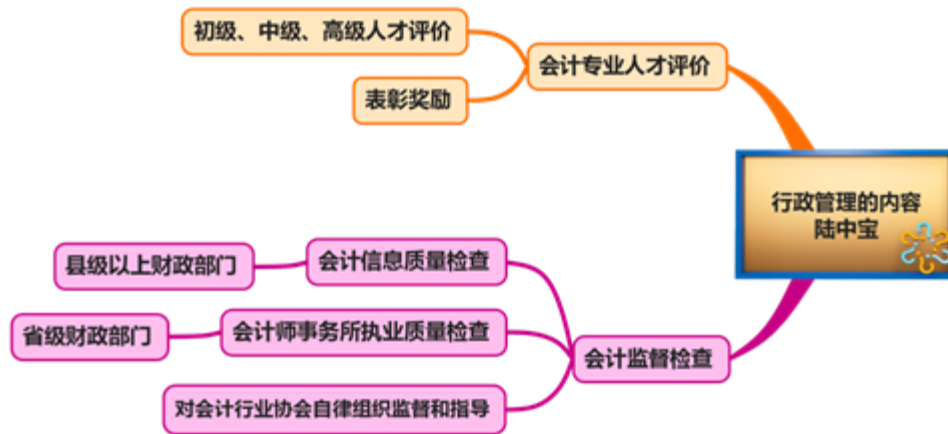 初级、中级、高级人才评价
会计专业人才评价
表彰奖励
行政管理的内容
陆中宝
县级以上财政部门
会计信息质量检查
省级财政部门
会计师事务所执业质量检查
会计监督检查
对会计行业协会自律组织监督和指导